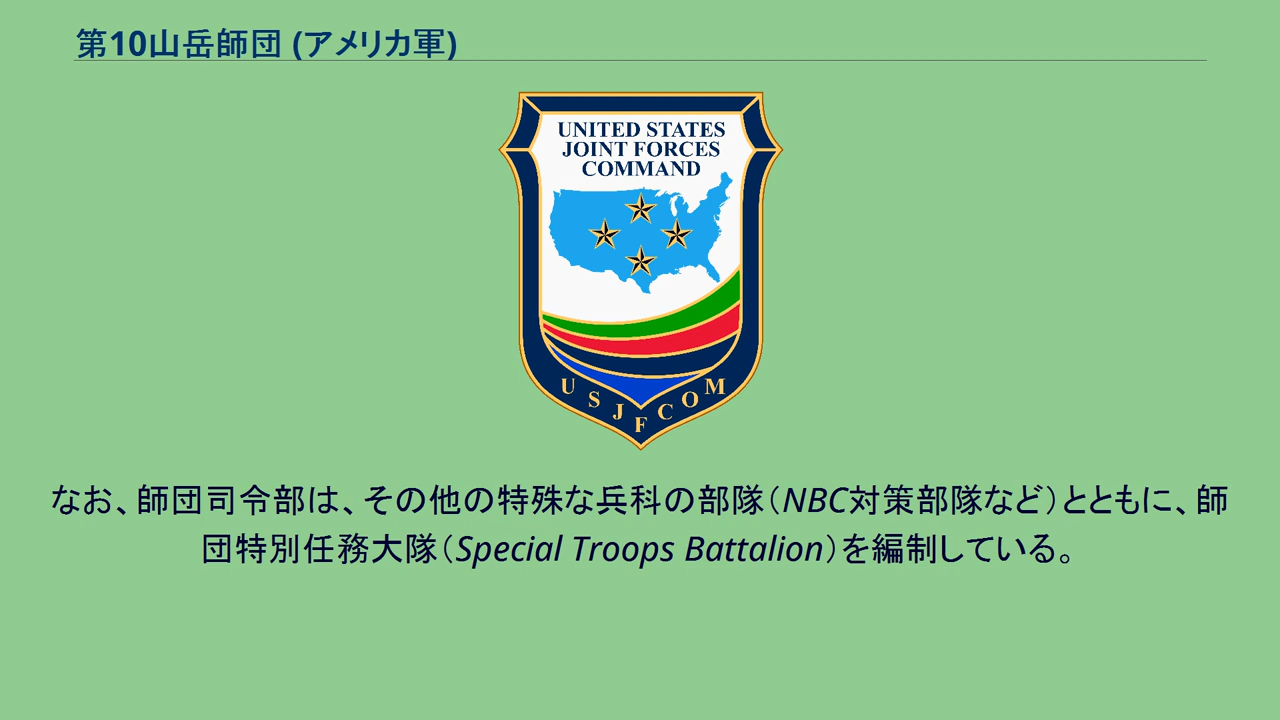 第10山岳師団 (アメリカ軍)
UNITED STATES
JOINT FORCES
COMMAND
USJFCOM
なお、師団司令部は、その他の特殊な兵科の部隊（NBC対策部隊など）とともに、師
団特別任務大隊（Special Troops Battalion）を編制している。